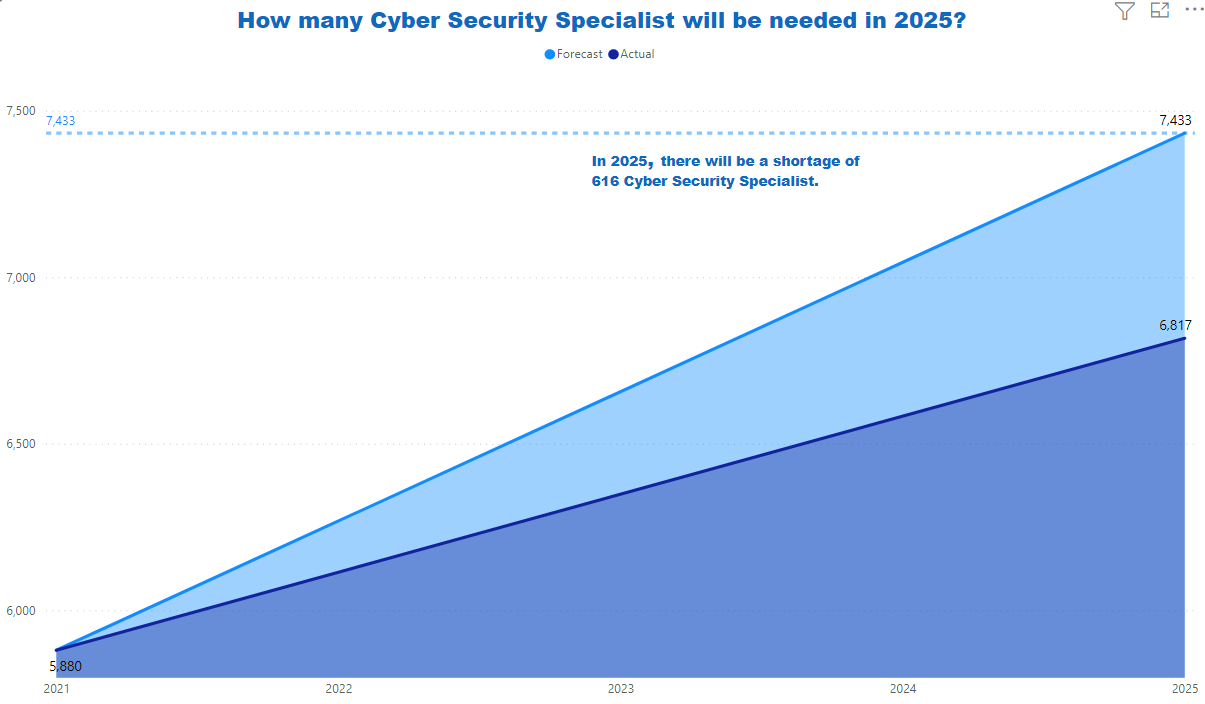 How many Cyber Security Specialist will be needed in 2025?
Forecast Actual
7,500
7,433
7,433
In 2025, there will be a shortage of
616 Cyber Security Specialist.
7,000
6,817
6,500
6,000
5,880
2021 2022 2023 2024 2025